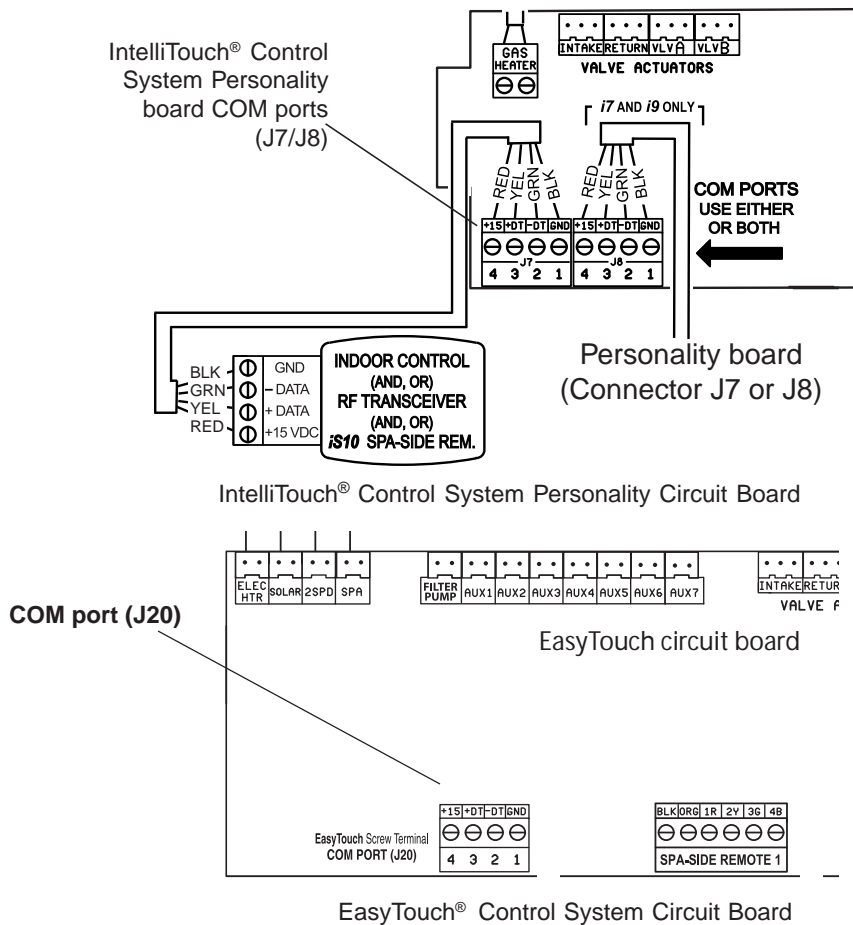 IntelliTouch® Control
System Personality
board COM ports
(J7/J8)
GAS
HEATER
INTAKE RETURN VLVA VLVB
VALVE ACTUATORS
i7 AND i9 ONLY
RED YEL GRN BLK
RED YEL GRN BLK
COM PORTS
USE EITHER
OR BOTH
+15 +DT -DT GND
+15 +DT -DT GND
J7
J8
4 3 2 1
4 3 2 1
BLK
GRN
YEL
RED
GND
- DATA
+ DATA
+15 VDC
INDOOR CONTROL
(AND, OR)
RF TRANSCEIVER
(AND, OR)
iS10 SPA-SIDE REM.
Personality board
(Connector J7 or J8)
IntelliTouch® Control System Personality Circuit Board
ELEC
HTR
SOLAR 2SPD SPA
FILTER
PUMP
AUX1 AUX2 AUX3 AUX4 AUX5 AUX6 AUX7
INTAKE RETUR
VALVE A
COM port (J20)
EasyTouch circuit board
+15 +DT -DT GND
EasyTouch Screw Terminal
COM PORT (J20)
4 3 2 1
BLK ORG 1R 2Y 3G 4B
SPA-SIDE REMOTE 1
EasyTouch® Control System Circuit Board